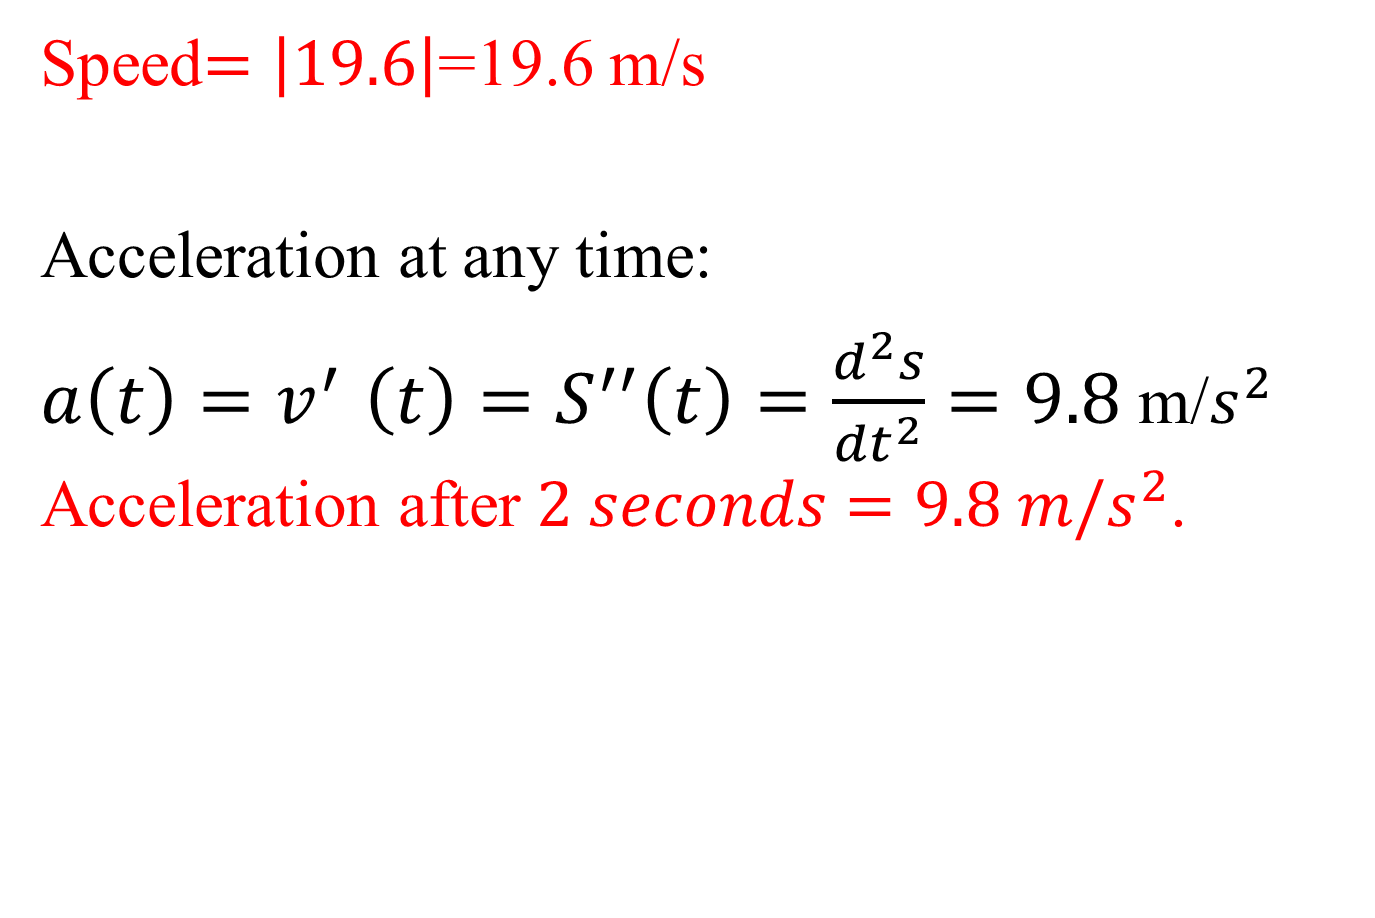 Speed= |19.6|=19.6 m/s
Acceleration at any time:
a(t) = v′ (t) = S′′(t) = d²s/dt² = 9.8 m/s²
Acceleration after 2 seconds = 9.8 m/s².